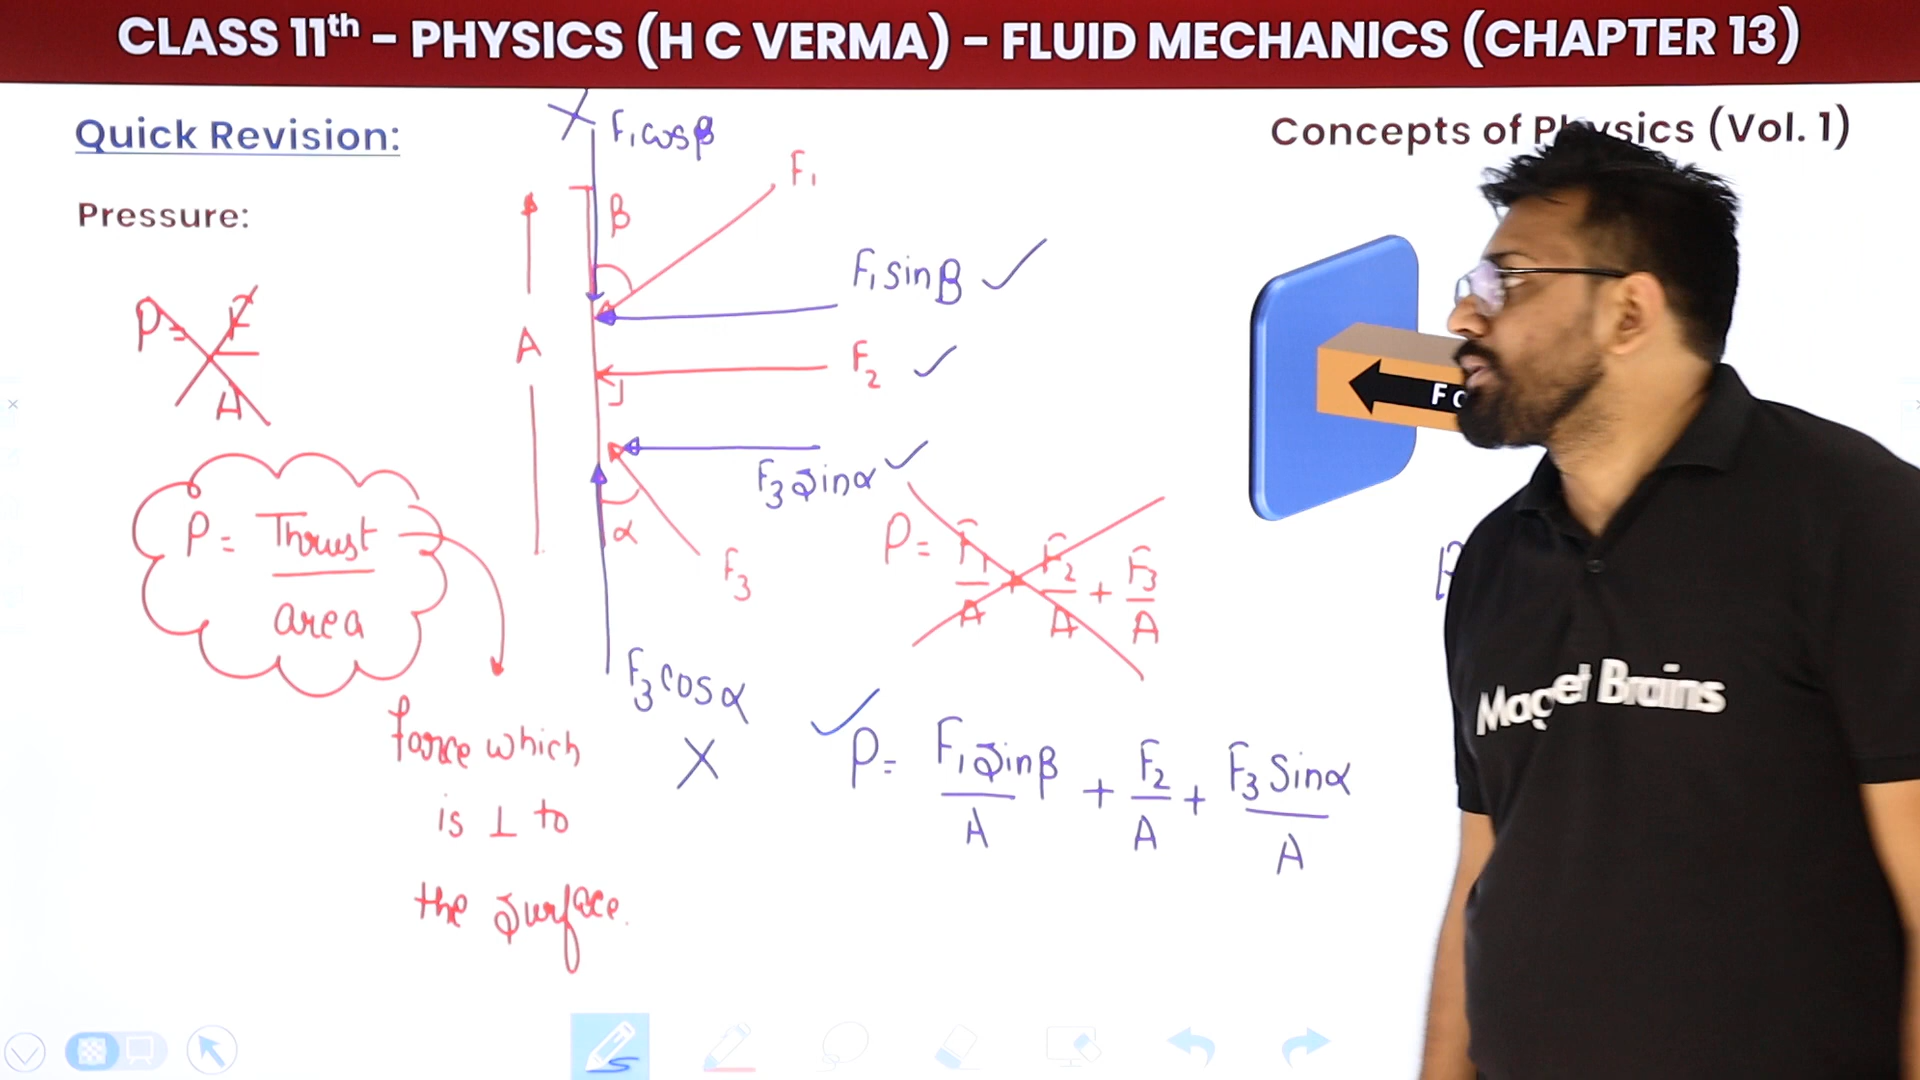 CLASS 11th – PHYSICS (H C VERMA) – FLUID MECHANICS (CHAPTER 13)
Quick Revision:
Concepts of Physics (Vol. 1)
Pressure:
F₁cosβ
F₁
β
F₁sinβ
A
F₂
F₃sinα
α
F₃
F₃cosα
P = F/A
P = Thrust/area
force which
is ⊥ to
the surface.
P = F₁/A + F₂/A + F₃/A
P = F₁sinβ/A + F₂/A + F₃sinα/A
Magnet Brains